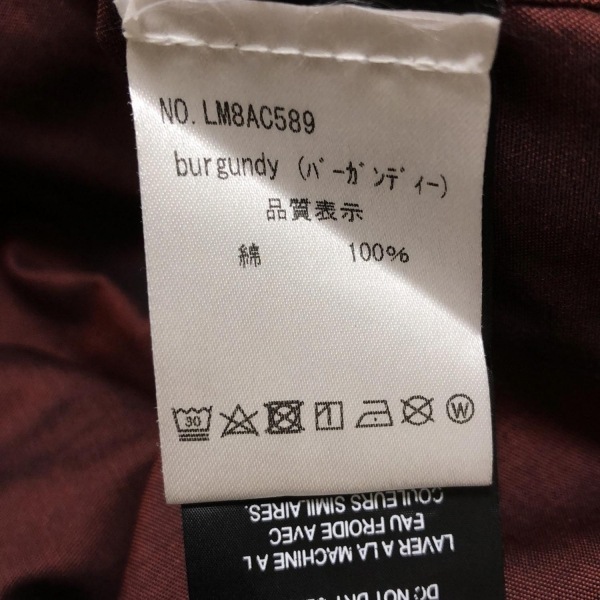 NO.LM8AC589
burgundy (ﾊﾞｰｶﾞﾝﾃﾞｨｰ)
品質表示
綿 100%
30
W
COULEURS SIMILAIRES.
EAU FROIDE AVEC
LAVER A LA MACHINE A L
DO NOT DRY